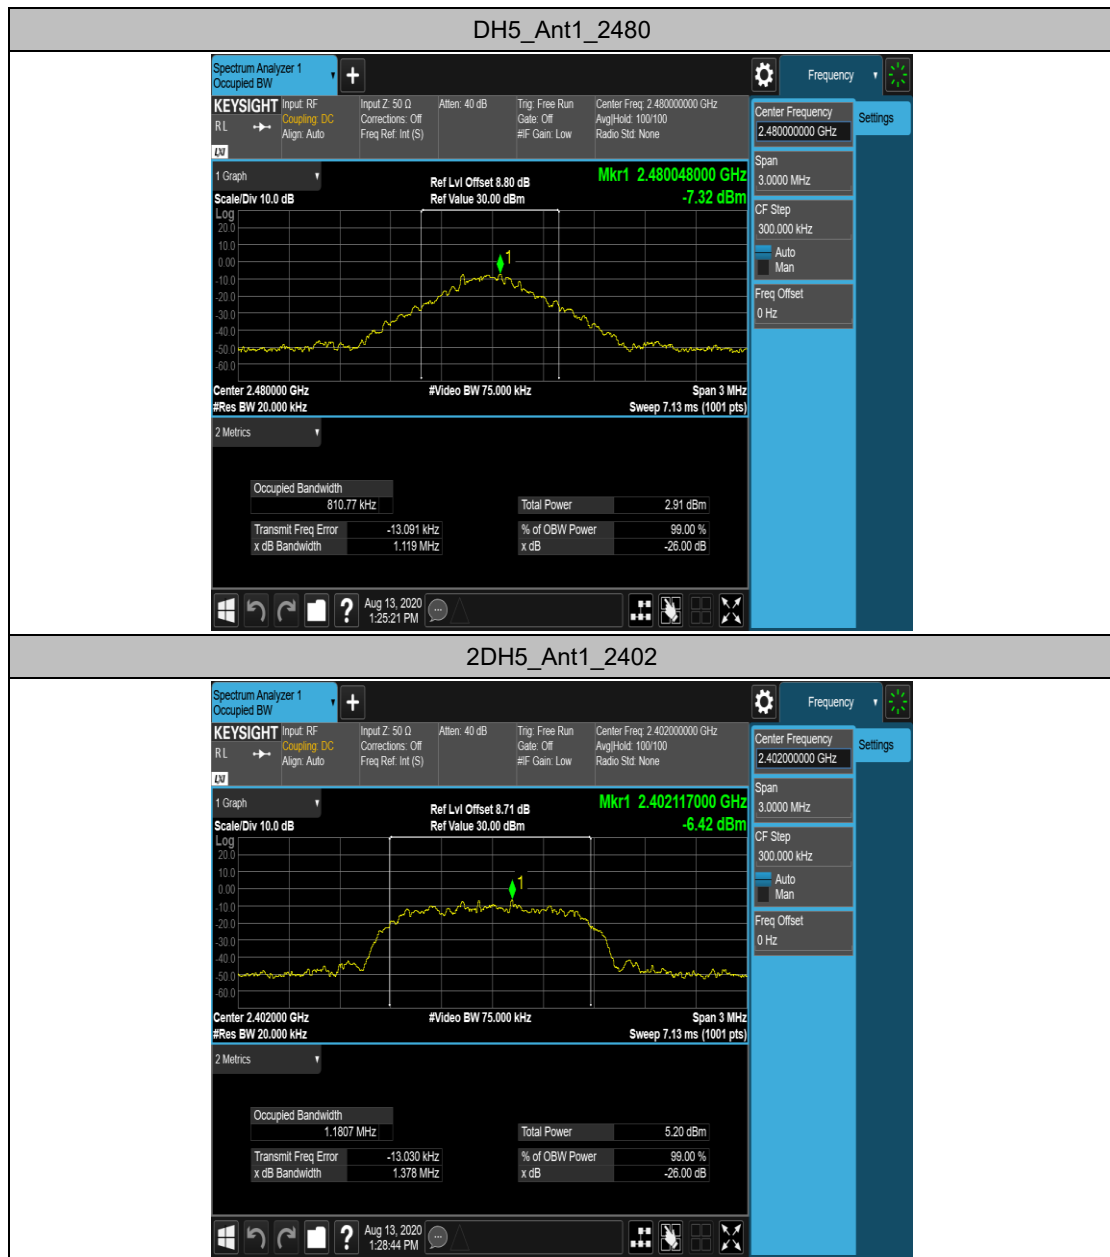 DH5_Ant1_2480
Spectrum Analyzer 1
Occupied BW
Frequency
KEYSIGHT
RL
LXI
Input: RF
Coupling: DC
Align: Auto
Input Z: 50 Ω
Corrections: Off
Freq Ref: Int (S)
Atten: 40 dB
Trig: Free Run
Gate: Off
#IF Gain: Low
Center Freq: 2.480000000 GHz
Avg|Hold: 100/100
Radio Std: None
Center Frequency
2.480000000 GHz
Settings
Span
3.0000 MHz
CF Step
300.000 kHz
Auto
Man
Freq Offset
0 Hz
1 Graph
Scale/Div 10.0 dB
Ref Lvl Offset 8.80 dB
Ref Value 30.00 dBm
Mkr1 2.480048000 GHz
-7.32 dBm
Log
20.0
10.0
0.00
-10.0
-20.0
-30.0
-40.0
-50.0
-60.0
1
Center 2.480000 GHz
#Video BW 75.000 kHz
Span 3 MHz
#Res BW 20.000 kHz
Sweep 7.13 ms (1001 pts)
2 Metrics
Occupied Bandwidth
810.77 kHz
Total Power 2.91 dBm
Transmit Freq Error -13.091 kHz
% of OBW Power 99.00 %
x dB Bandwidth 1.119 MHz
x dB -26.00 dB
?
Aug 13, 2020
1:25:21 PM
2DH5_Ant1_2402
Spectrum Analyzer 1
Occupied BW
Frequency
KEYSIGHT
RL
LXI
Input: RF
Coupling: DC
Align: Auto
Input Z: 50 Ω
Corrections: Off
Freq Ref: Int (S)
Atten: 40 dB
Trig: Free Run
Gate: Off
#IF Gain: Low
Center Freq: 2.402000000 GHz
Avg|Hold: 100/100
Radio Std: None
Center Frequency
2.402000000 GHz
Settings
Span
3.0000 MHz
CF Step
300.000 kHz
Auto
Man
Freq Offset
0 Hz
1 Graph
Scale/Div 10.0 dB
Ref Lvl Offset 8.71 dB
Ref Value 30.00 dBm
Mkr1 2.402117000 GHz
-6.42 dBm
Log
20.0
10.0
0.00
-10.0
-20.0
-30.0
-40.0
-50.0
-60.0
1
Center 2.402000 GHz
#Video BW 75.000 kHz
Span 3 MHz
#Res BW 20.000 kHz
Sweep 7.13 ms (1001 pts)
2 Metrics
Occupied Bandwidth
1.1807 MHz
Total Power 5.20 dBm
Transmit Freq Error -13.030 kHz
% of OBW Power 99.00 %
x dB Bandwidth 1.378 MHz
x dB -26.00 dB
?
Aug 13, 2020
1:28:44 PM